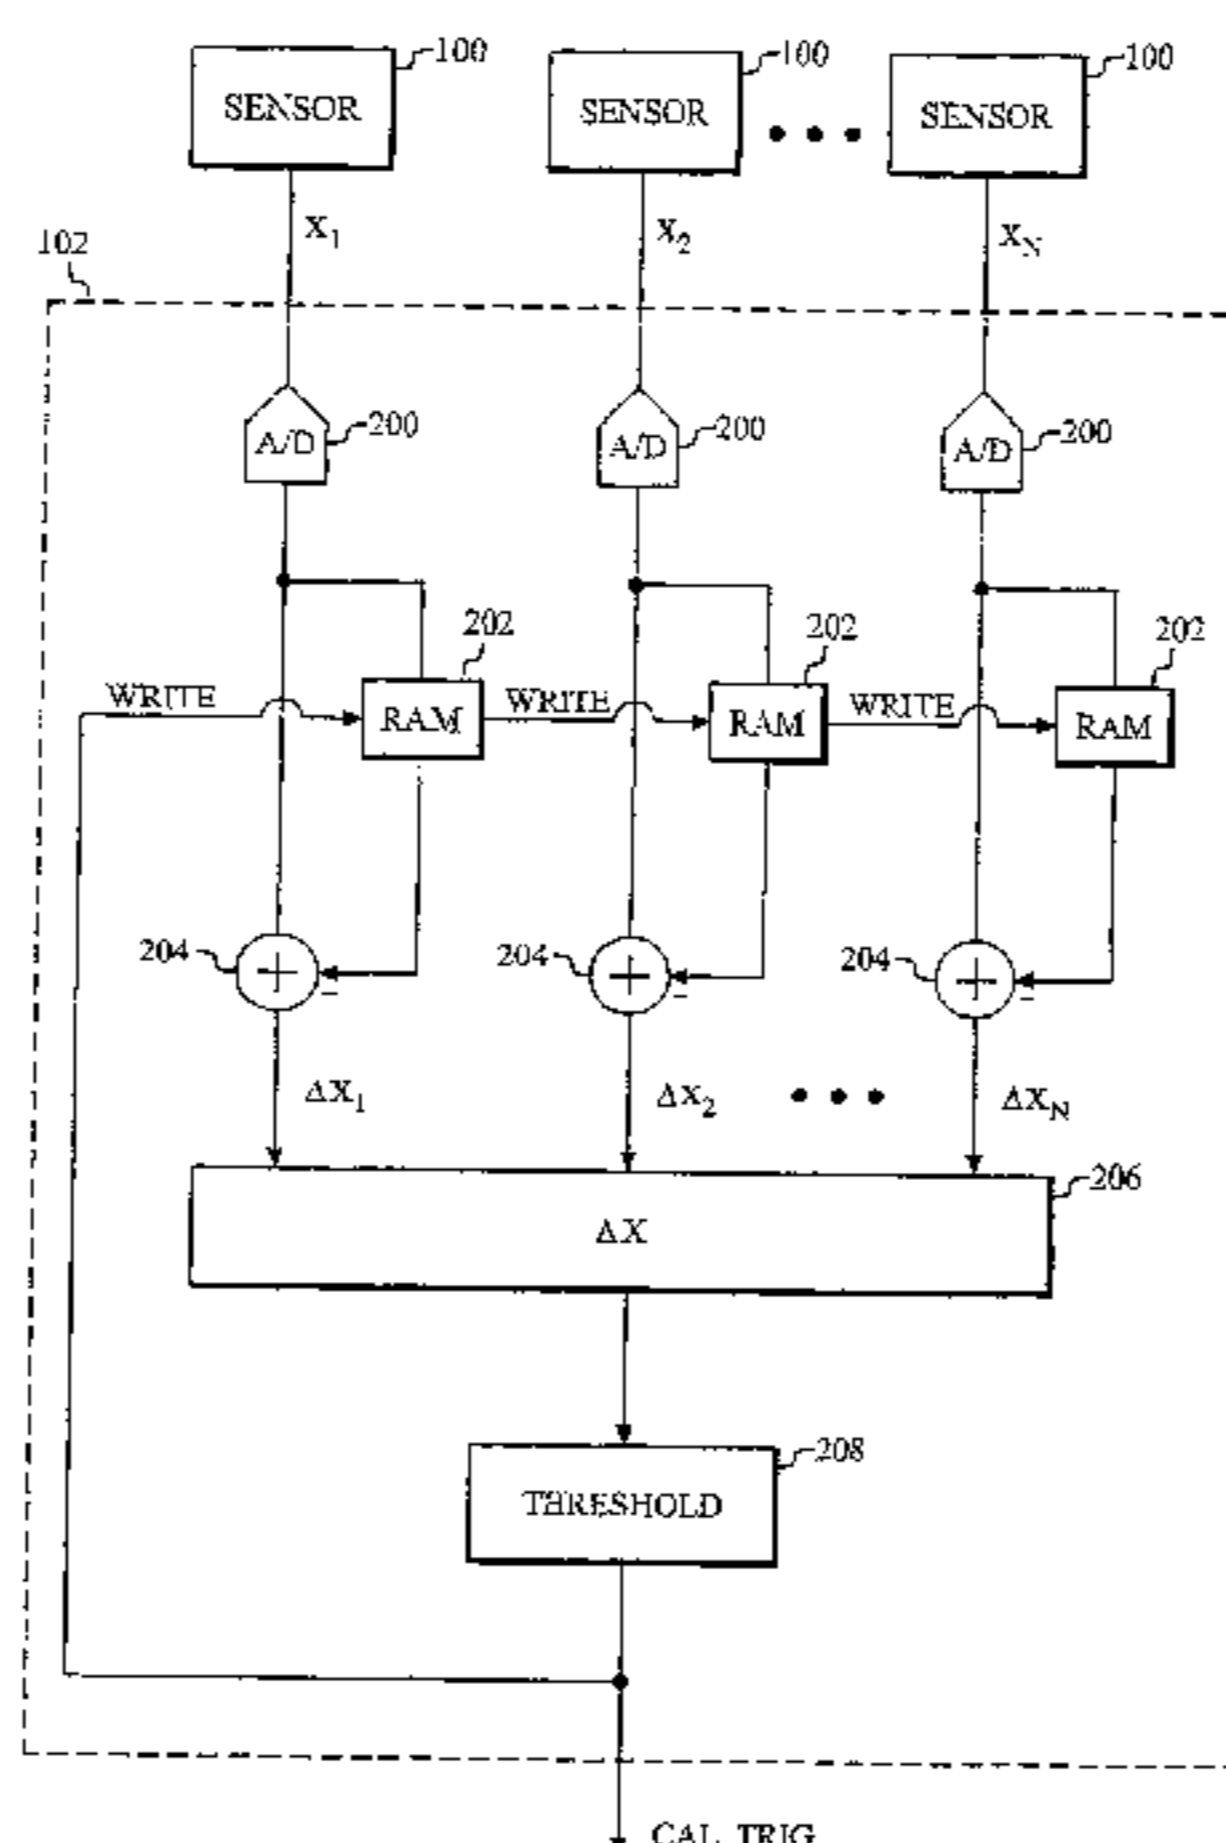 100
100
100
SENSOR
SENSOR
SENSOR
X1
X2
XN
102
A/D
200
A/D
200
A/D
200
202
202
202
WRITE
RAM
WRITE
RAM
WRITE
RAM
204
204
204
ΔX1
ΔX2
ΔXN
206
ΔX
208
THRESHOLD
CAL TRIG